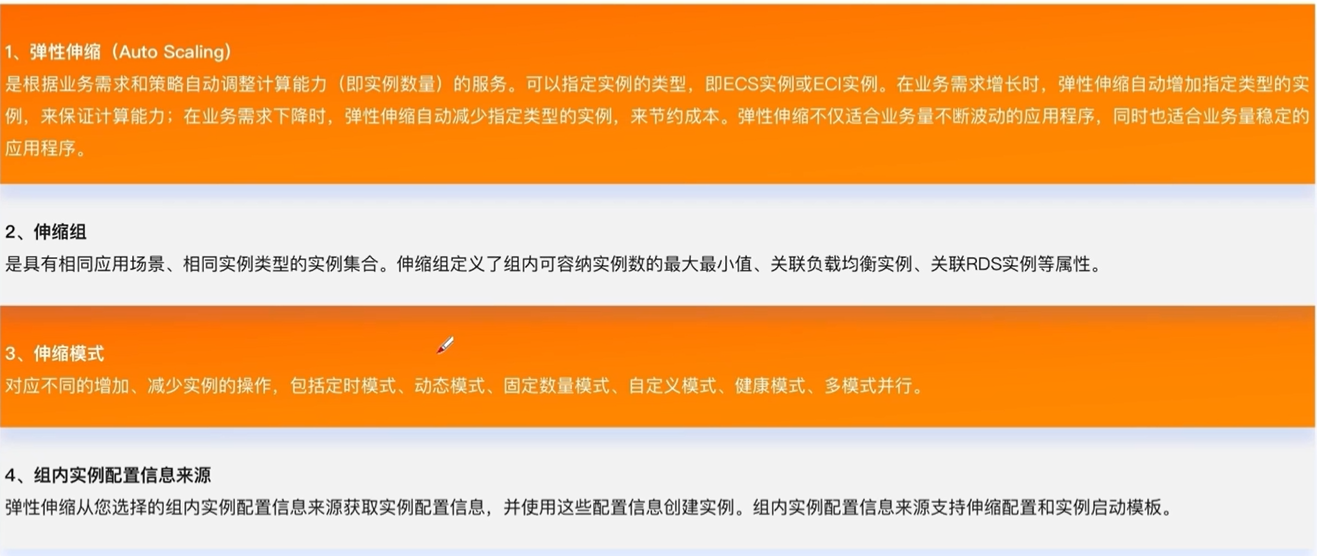 1、弹性伸缩（Auto Scaling）
是根据业务需求和策略自动调整计算能力（即实例数量）的服务。可以指定实例的类型，即ECS实例或ECI实例。在业务需求增长时，弹性伸缩自动增加指定类型的实
例，来保证计算能力；在业务需求下降时，弹性伸缩自动减少指定类型的实例，来节约成本。弹性伸缩不仅适合业务量不断波动的应用程序，同时也适合业务量稳定的
应用程序。
2、伸缩组
是具有相同应用场景、相同实例类型的实例集合。伸缩组定义了组内可容纳实例数的最大最小值、关联负载均衡实例、关联RDS实例等属性。
3、伸缩模式
对应不同的增加、减少实例的操作，包括定时模式、动态模式、固定数量模式、自定义模式、健康模式、多模式并行。
4、组内实例配置信息来源
弹性伸缩从您选择的组内实例配置信息来源获取实例配置信息，并使用这些配置信息创建实例。组内实例配置信息来源支持伸缩配置和实例启动模板。